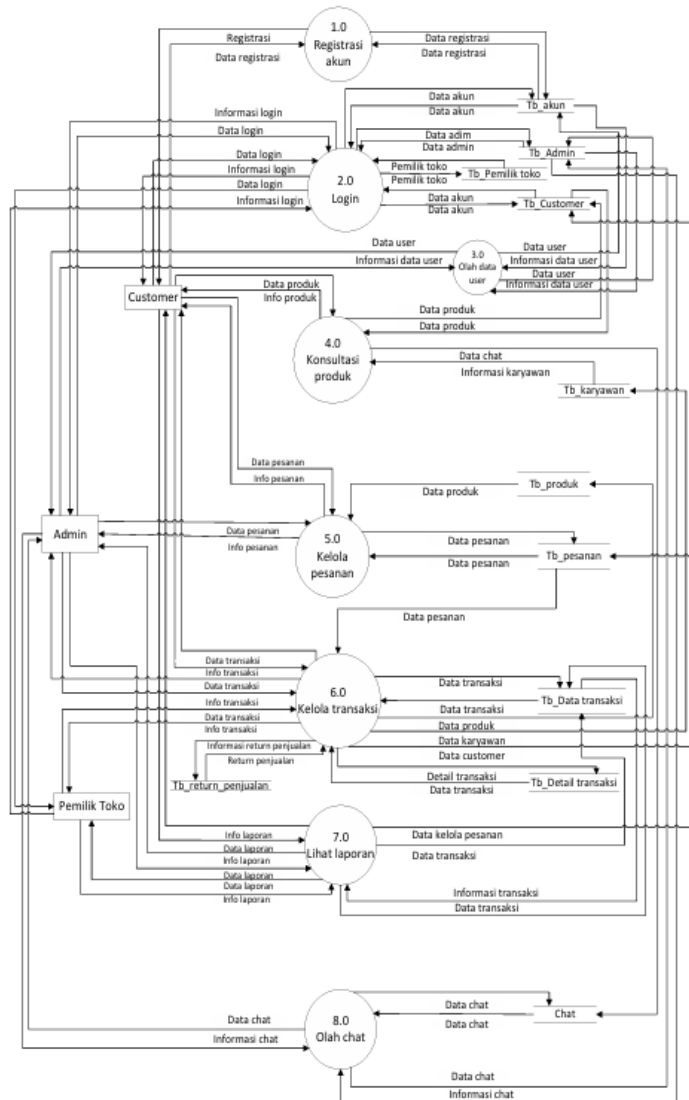 1.0
Registrasi
akun
Registrasi
Data registrasi
Data registrasi
Data registrasi
Informasi login
Data login
Data akun
Data akun
Tb_akun
Data adim
Data admin
Tb_Admin
Data login
Informasi login
Data login
Informasi login
2.0
Login
Pemilik toko
Pemilik toko
Tb_Pemilik toko
Data akun
Data akun
Tb_Customer
Data user
Informasi data user
3.0
Olah data
user
Data user
Informasi data user
Data user
Informasi data user
Customer
Data produk
Info produk
4.0
Konsultasi
produk
Data produk
Data produk
Data chat
Informasi karyawan
Tb_karyawan
Data pesanan
Info pesanan
Data produk
Tb_produk
Admin
Data pesanan
Info pesanan
5.0
Kelola
pesanan
Data pesanan
Data pesanan
Tb_pesanan
Data pesanan
Data transaksi
Info transaksi
Data transaksi
Info transaksi
Data transaksi
Info transaksi
6.0
Kelola transaksi
Data transaksi
Tb_Data transaksi
Data transaksi
Data produk
Data karyawan
Data customer
Informasi return penjualan
Return penjualan
Tb_return_penjualan
Detail transaksi
Data transaksi
Tb_Detail transaksi
Pemilik Toko
7.0
Lihat laporan
Info laporan
Data laporan
Info laporan
Data laporan
Data laporan
Info laporan
Data kelola pesanan
Data transaksi
Informasi transaksi
Data transaksi
8.0
Olah chat
Data chat
Informasi chat
Data chat
Data chat
Chat
Data chat
Informasi chat